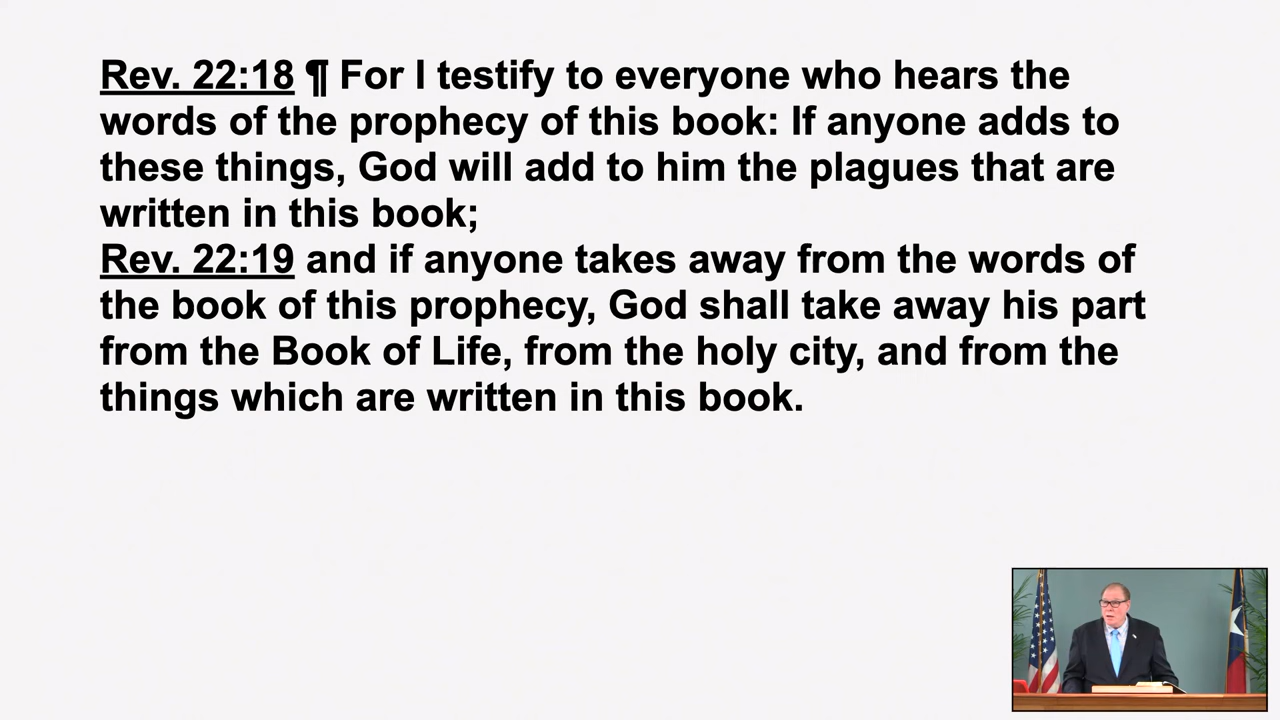 Rev. 22:18 ¶ For I testify to everyone who hears the
words of the prophecy of this book: If anyone adds to
these things, God will add to him the plagues that are
written in this book;
Rev. 22:19 and if anyone takes away from the words of
the book of this prophecy, God shall take away his part
from the Book of Life, from the holy city, and from the
things which are written in this book.